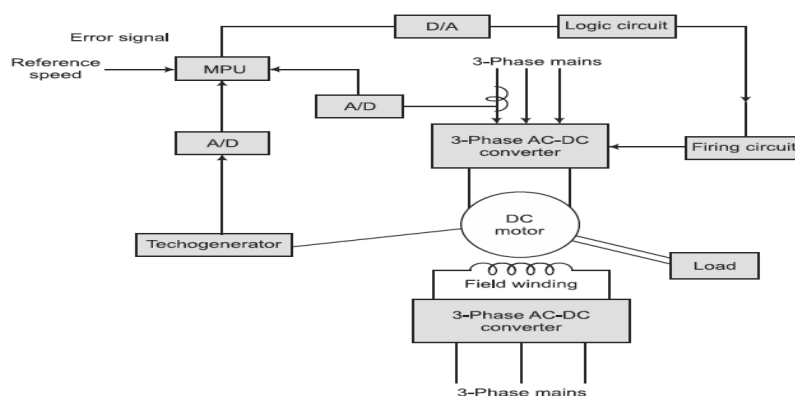 D/A
Logic circuit
Error signal
Reference
speed
MPU
3-Phase mains
A/D
A/D
3-Phase AC-DC
converter
Firing circuit
DC
motor
Techogenerator
Load
Field winding
3-Phase AC-DC
converter
3-Phase mains